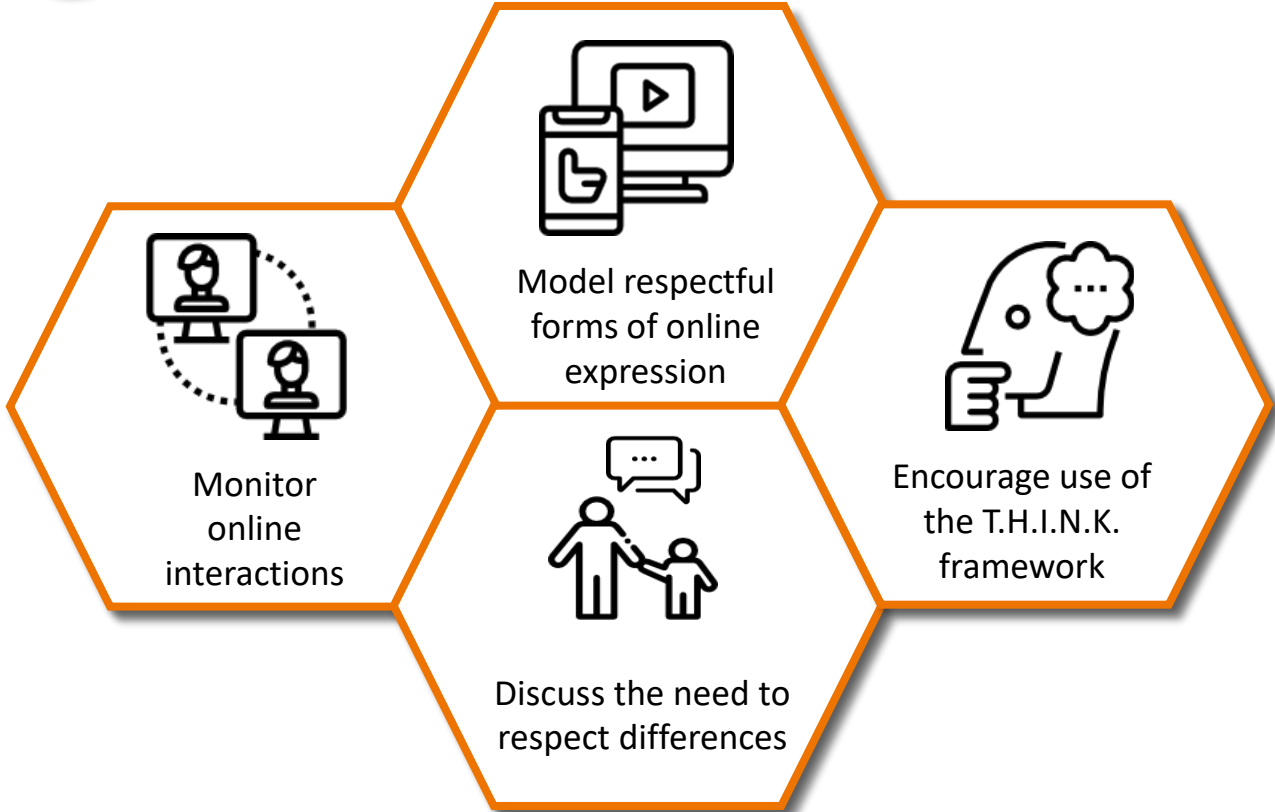 Model respectful
forms of online
expression
Monitor
online
interactions
Encourage use of
the T.H.I.N.K.
framework
Discuss the need to
respect differences